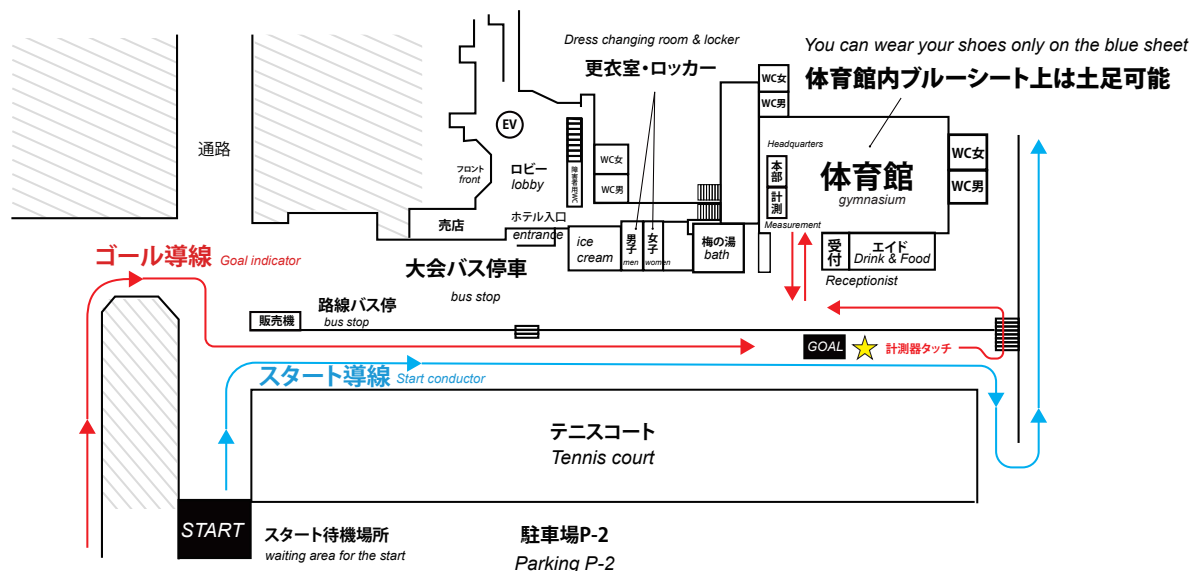 You can wear your shoes only on the blue sheet
体育館内ブルーシート上は土足可能
Dress changing room & locker
更衣室・ロッカー
通路
EV
フロント
front
ロビー
lobby
障害者用WC
WC女
WC男
WC女
WC男
Headquarters
本部
計測
Measurement
体育館
gymnasium
WC女
WC男
売店
ホテル入口
entrance
ice
cream
男子
men
女子
women
梅の湯
bath
受付
Receptionist
エイド
Drink & Food
ゴール導線 Goal indicator
大会バス停車
bus stop
販売機
路線バス停
bus stop
GOAL
計測器タッチ
スタート導線 Start conductor
テニスコート
Tennis court
START
スタート待機場所
waiting area for the start
駐車場P-2
Parking P-2